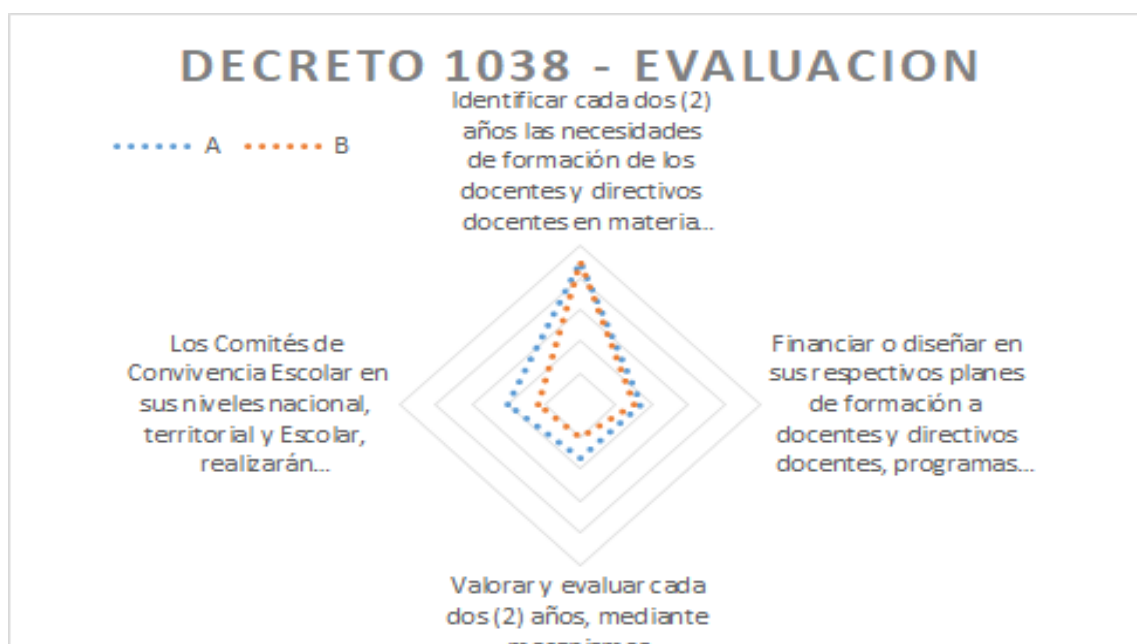 DECRETO 1038 - EVALUACION
A B
Identificar cada dos (2)
años las necesidades
de formación de los
docentes y directivos
docentes en materia...
Los Comités de
Convivencia Escolar en
sus niveles nacional,
territorial y Escolar,
realizarán...
Financiar o diseñar en
sus respectivos planes
de formación a
docentes y directivos
docentes, programas...
Valorar y evaluar cada
dos (2) años, mediante